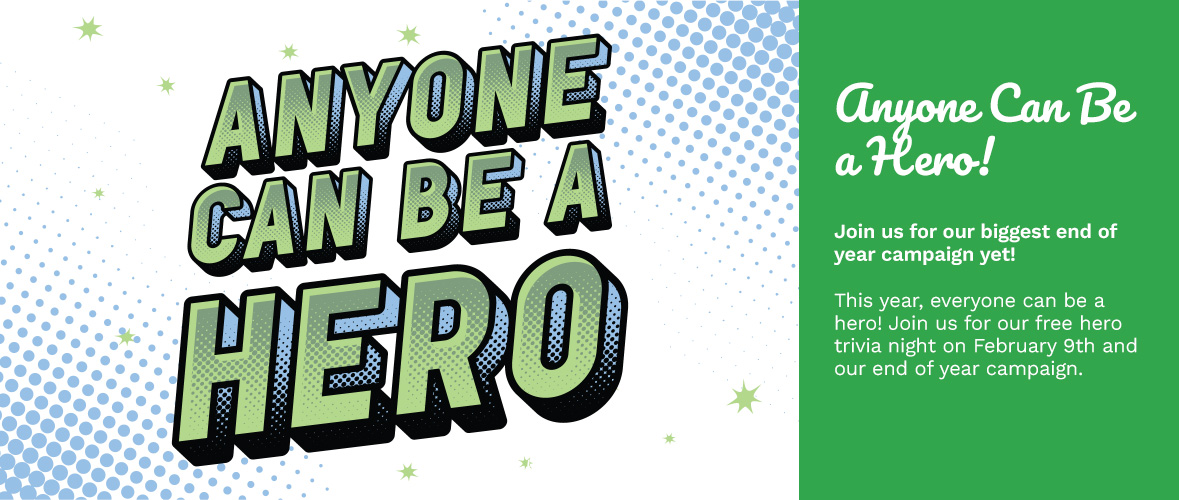 ANYONE
CAN BE A
HERO
Anyone Can Be
a Hero!
Join us for our biggest end of
year campaign yet!
This year, everyone can be a
hero! Join us for our free hero
trivia night on February 9th and
our end of year campaign.